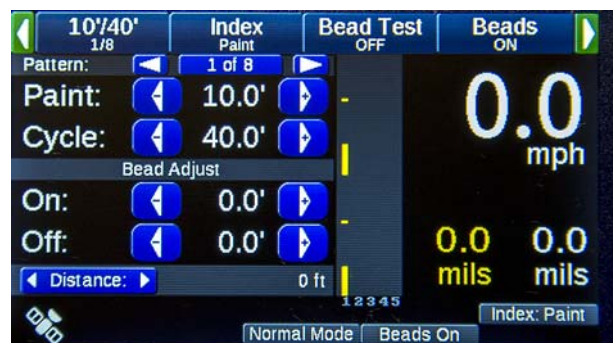 10'/40'
1/8
Index
Paint
Bead Test
OFF
Beads
ON
Pattern:
1 of 8
Paint:
-
10.0'
+
Cycle:
-
40.0'
+
Bead Adjust
On:
-
0.0'
+
Off:
-
0.0'
+
Distance:
0 ft
12345
0.0
mph
0.0
mils
0.0
mils
Index: Paint
Normal Mode
Beads On